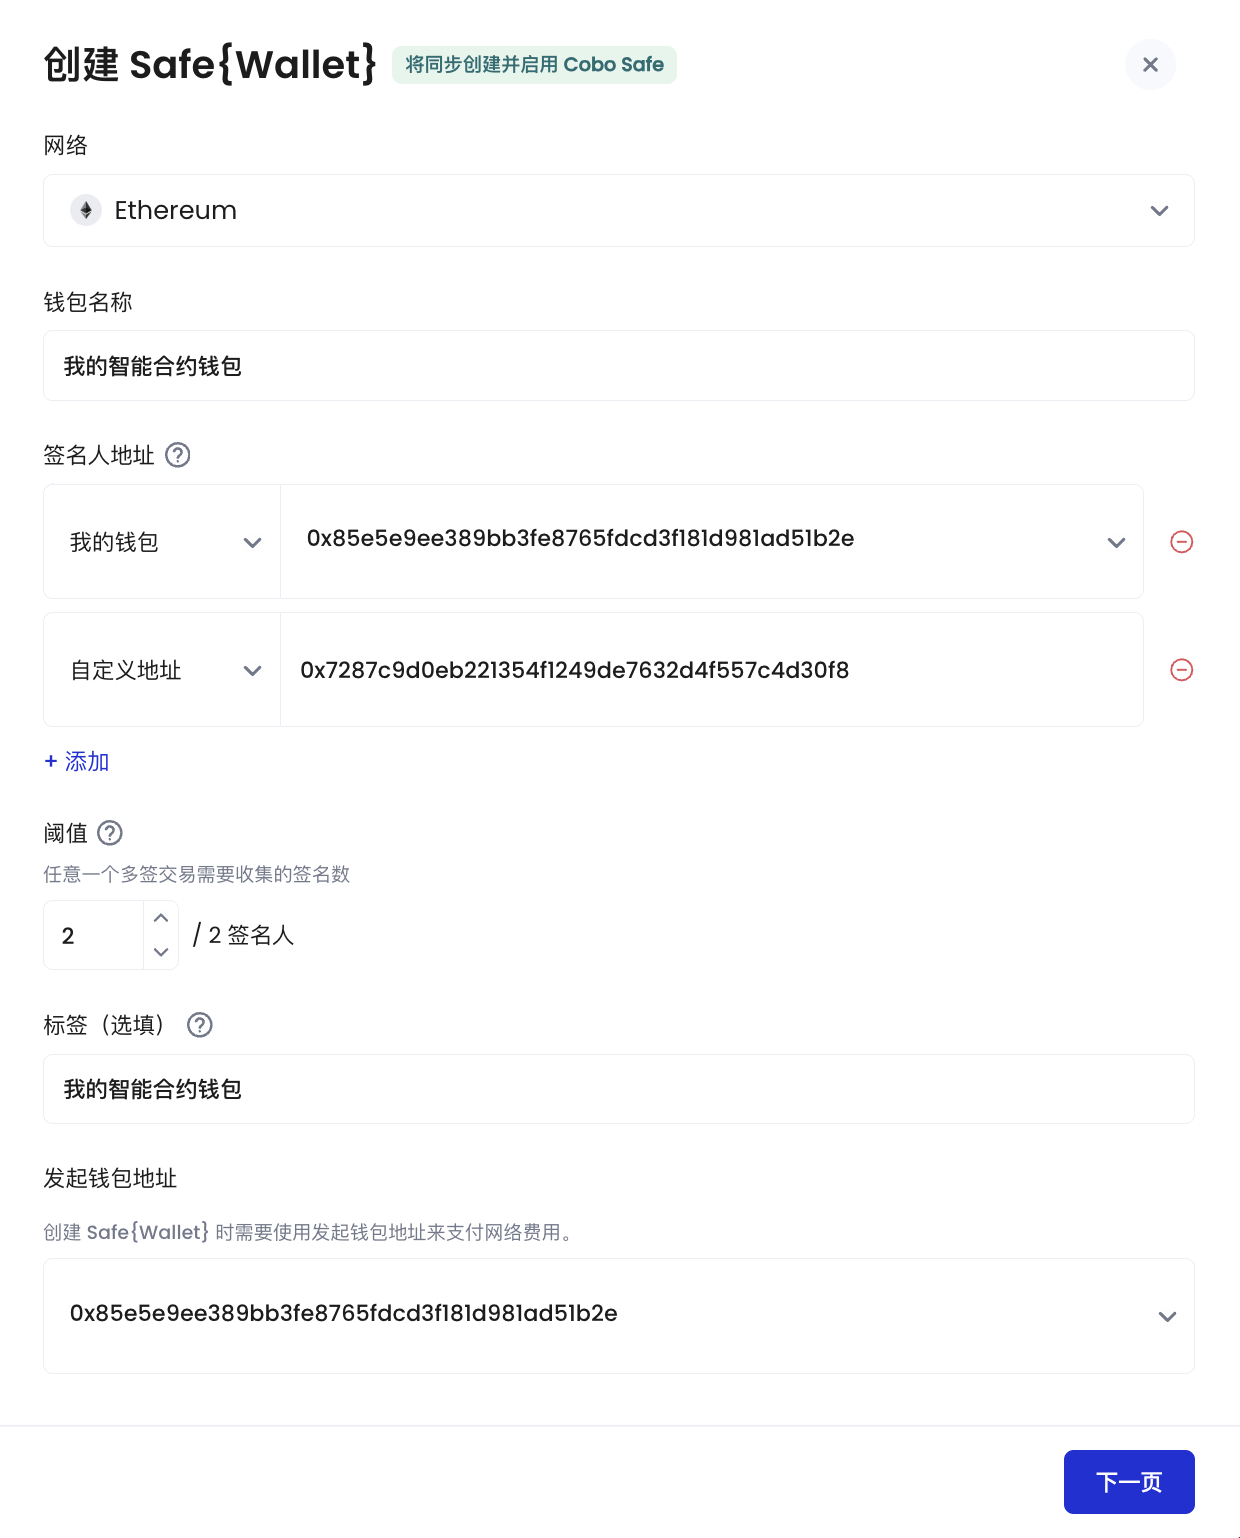 创建 Safe{Wallet} 将同步创建并启用 Cobo Safe
网络
Ethereum
钱包名称
我的智能合约钱包
签名人地址
我的钱包 0x85e5e9ee389bb3fe8765fdcd3f181d981ad51b2e
自定义地址 0x7287c9d0eb221354f1249de7632d4f557c4d30f8
+ 添加
阈值
任意一个多签交易需要收集的签名数
2 / 2 签名人
标签（选填）
我的智能合约钱包
发起钱包地址
创建 Safe{Wallet} 时需要使用发起钱包地址来支付网络费用。
0x85e5e9ee389bb3fe8765fdcd3f181d981ad51b2e
下一页